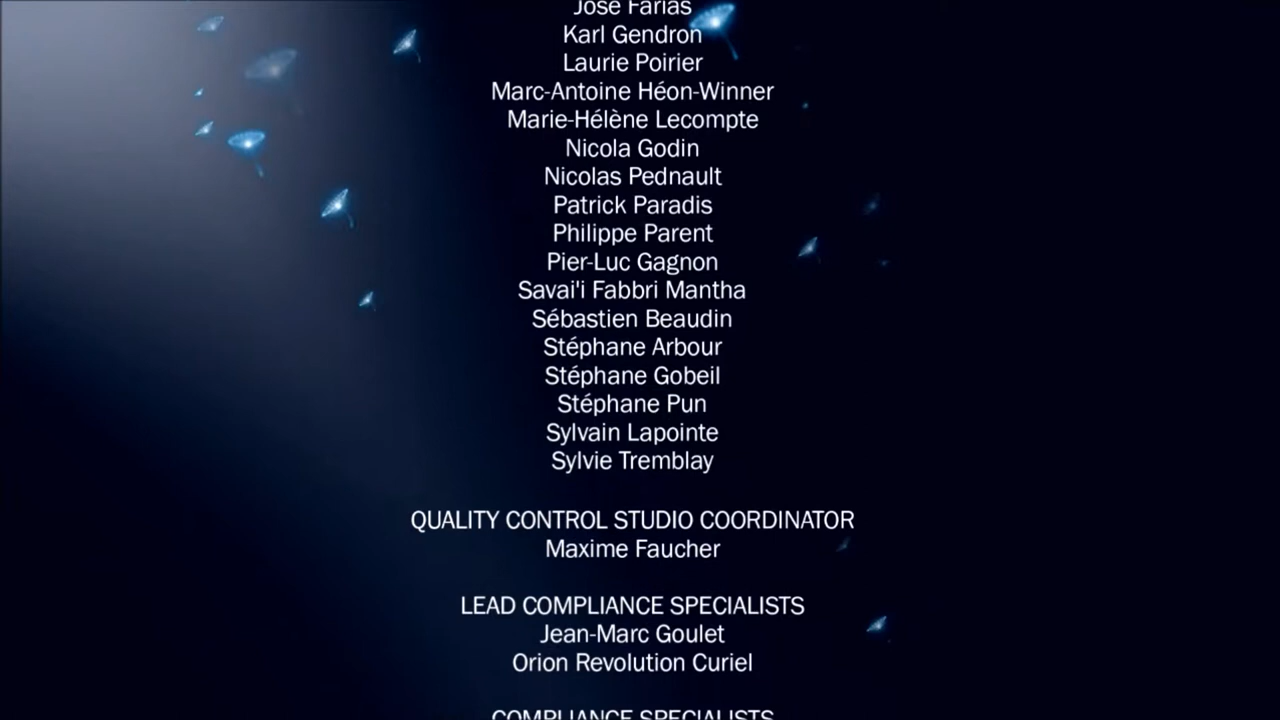 José Farias
Karl Gendron
Laurie Poirier
Marc-Antoine Héon-Winner
Marie-Hélène Lecompte
Nicola Godin
Nicolas Pednault
Patrick Paradis
Philippe Parent
Pier-Luc Gagnon
Savai'i Fabbri Mantha
Sébastien Beaudin
Stéphane Arbour
Stéphane Gobeil
Stéphane Pun
Sylvain Lapointe
Sylvie Tremblay
QUALITY CONTROL STUDIO COORDINATOR
Maxime Faucher
LEAD COMPLIANCE SPECIALISTS
Jean-Marc Goulet
Orion Revolution Curiel
COMPLIANCE SPECIALISTS